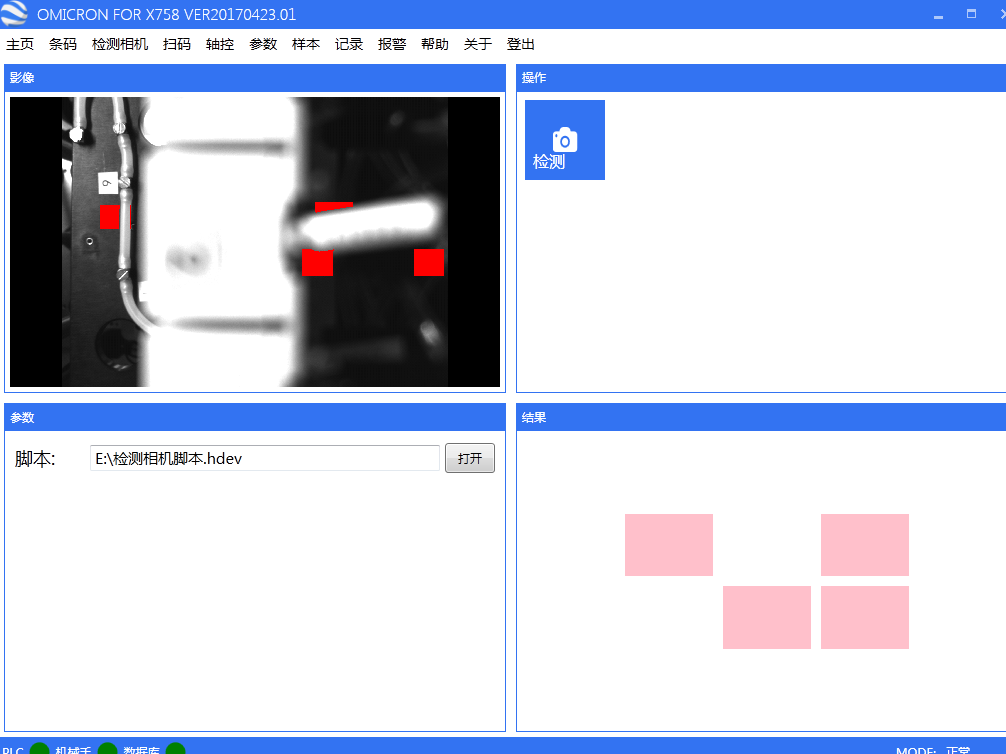 OMICRON FOR X758 VER20170423.01
主页 条码 检测相机 扫码 轴控 参数 样本 记录 报警 帮助 关于 登出
影像
操作
检测
参数
结果
脚本: E:\检测相机脚本.hdev 打开
PLC 机械手 数据库 MODE: 正常